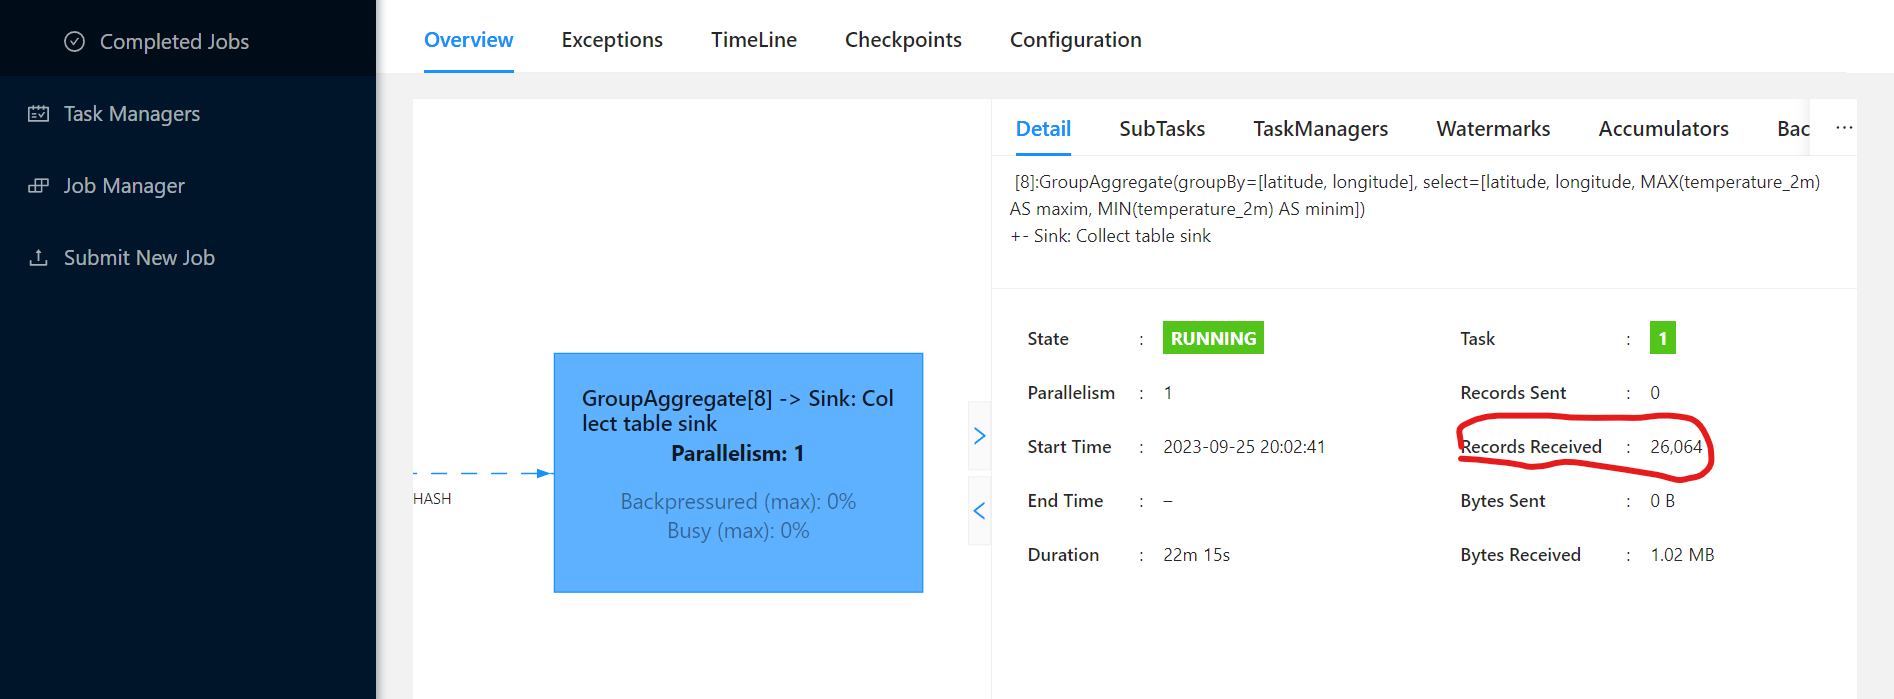 Completed Jobs
Task Managers
Job Manager
Submit New Job
Overview Exceptions TimeLine Checkpoints Configuration
HASH
GroupAggregate[8] -> Sink: Col
lect table sink
Parallelism: 1
Backpressured (max): 0%
Busy (max): 0%
Detail SubTasks TaskManagers Watermarks Accumulators Bac ...
[8]:GroupAggregate(groupBy=[latitude, longitude], select=[latitude, longitude, MAX(temperature_2m)
AS maxim, MIN(temperature_2m) AS minim])
+- Sink: Collect table sink
State : RUNNING Task : 1
Parallelism : 1 Records Sent : 0
Start Time : 2023-09-25 20:02:41 Records Received : 26,064
End Time : – Bytes Sent : 0 B
Duration : 22m 15s Bytes Received : 1.02 MB